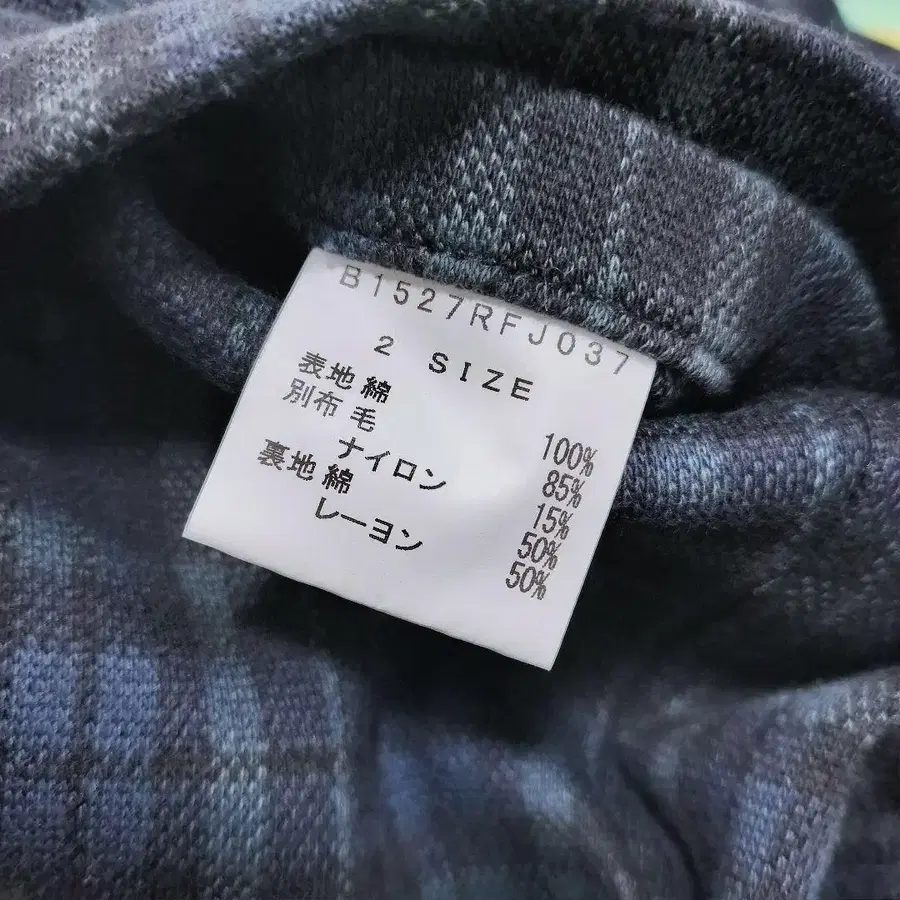 B1527RFJ037
2 SIZE
表地 綿 100%
別布 毛 85%
ナイロン 15%
裏地 綿 50%
レーヨン 50%